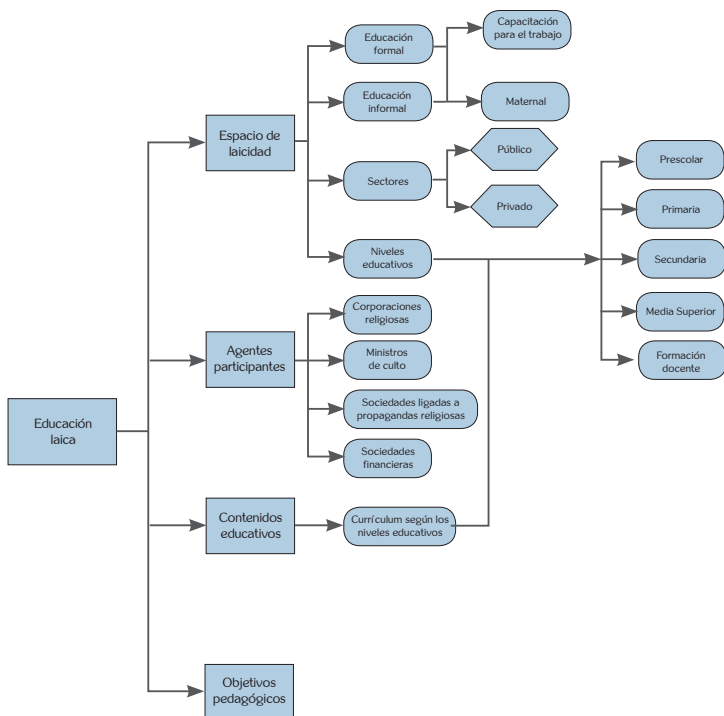 Educación
laica
Espacio de
laicidad
Educación
formal
Capacitación
para el trabajo
Educación
informal
Maternal
Sectores
Público
Privado
Niveles
educativos
Prescolar
Primaria
Secundaria
Media Superior
Formación
docente
Agentes
participantes
Corporaciones
religiosas
Ministros
de culto
Sociedades ligadas a
propagandas religiosas
Sociedades
financieras
Contenidos
educativos
Currículum según los
niveles educativos
Objetivos
pedagógicos